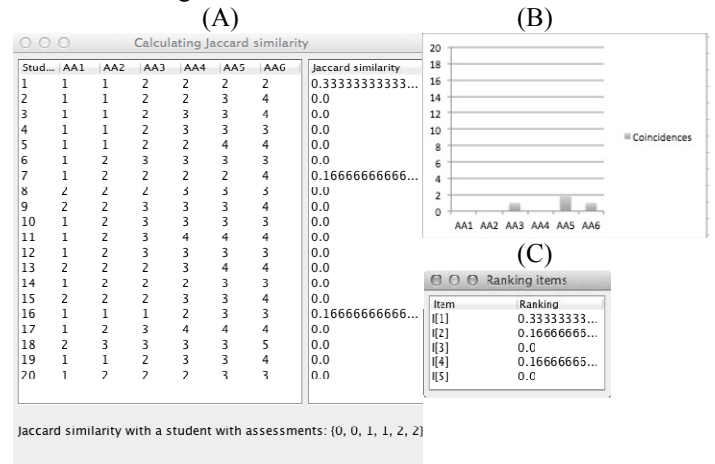 (A)
Calculating Jaccard similarity
Stud... AA1 AA2 AA3 AA4 AA5 AA6 Jaccard similarity
1 1 1 2 2 2 2 0.33333333333...
2 1 1 2 2 3 4 0.0
3 1 1 2 3 3 4 0.0
4 1 1 2 3 3 3 0.0
5 1 1 2 2 4 4 0.0
6 1 2 3 3 3 3 0.0
7 1 2 2 2 2 4 0.16666666666...
8 2 2 2 3 3 3 0.0
9 2 2 2 3 3 4 0.0
10 1 2 3 3 3 3 0.0
11 1 2 3 4 4 4 0.0
12 1 2 3 3 3 3 0.0
13 2 2 2 3 4 4 0.0
14 1 2 2 2 3 3 0.0
15 2 2 2 3 3 4 0.0
16 1 1 1 2 3 3 0.16666666666...
17 1 2 3 4 4 4 0.0
18 2 3 3 3 3 5 0.0
19 1 1 2 3 3 4 0.0
20 1 2 2 2 3 3 0.0
Jaccard similarity with a student with assessments: {0, 0, 1, 1, 2, 2}
(B)
20
18
16
14
12
10
8
6
4
2
0
AA1 AA2 AA3 AA4 AA5 AA6
Coincidences
(C)
Ranking items
Item Ranking
I[1] 0.33333333...
I[2] 0.16666666...
I[3] 0.0
I[4] 0.16666666...
I[5] 0.0